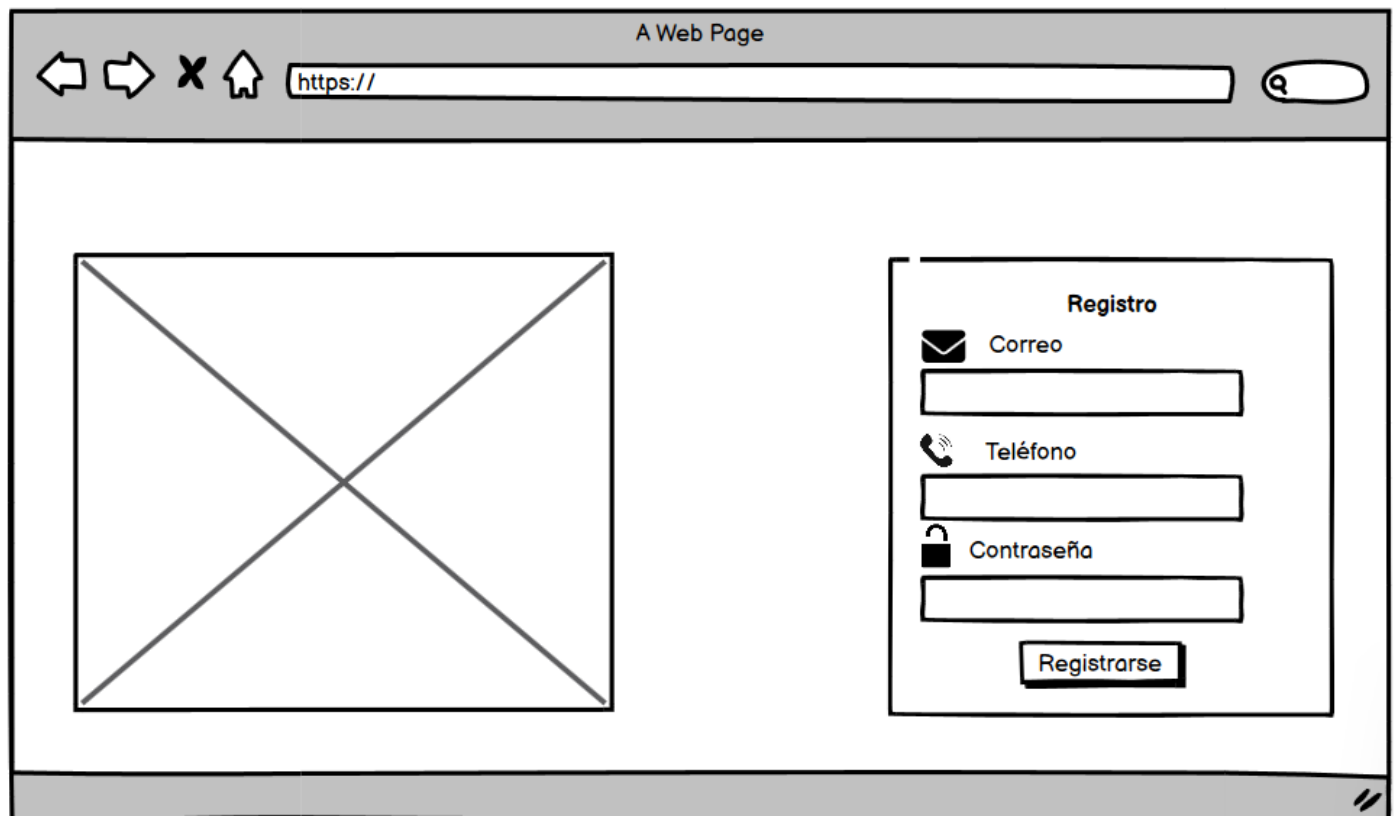 A Web Page
https://
Registro
Correo
Teléfono
Contraseña
Registrarse